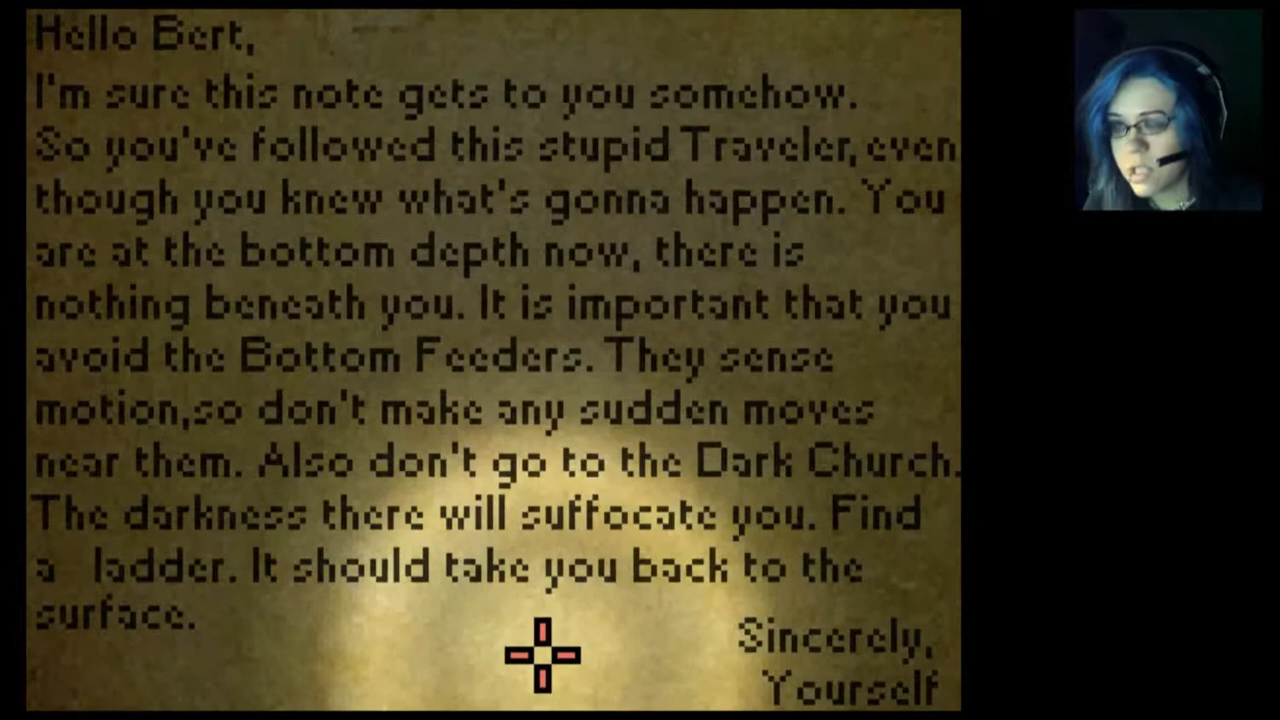 Hello Bert,
I'm sure this note gets to you somehow.
So you've followed this stupid Traveler, even
though you knew what's gonna happen. You
are at the bottom depth now, there is
nothing beneath you. It is important that you
avoid the Bottom Feeders. They sense
motion,so don't make any sudden moves
near them. Also don't go to the Dark Church.
The darkness there will suffocate you. Find
a ladder. It should take you back to the
surface.
Sincerely,
Yourself